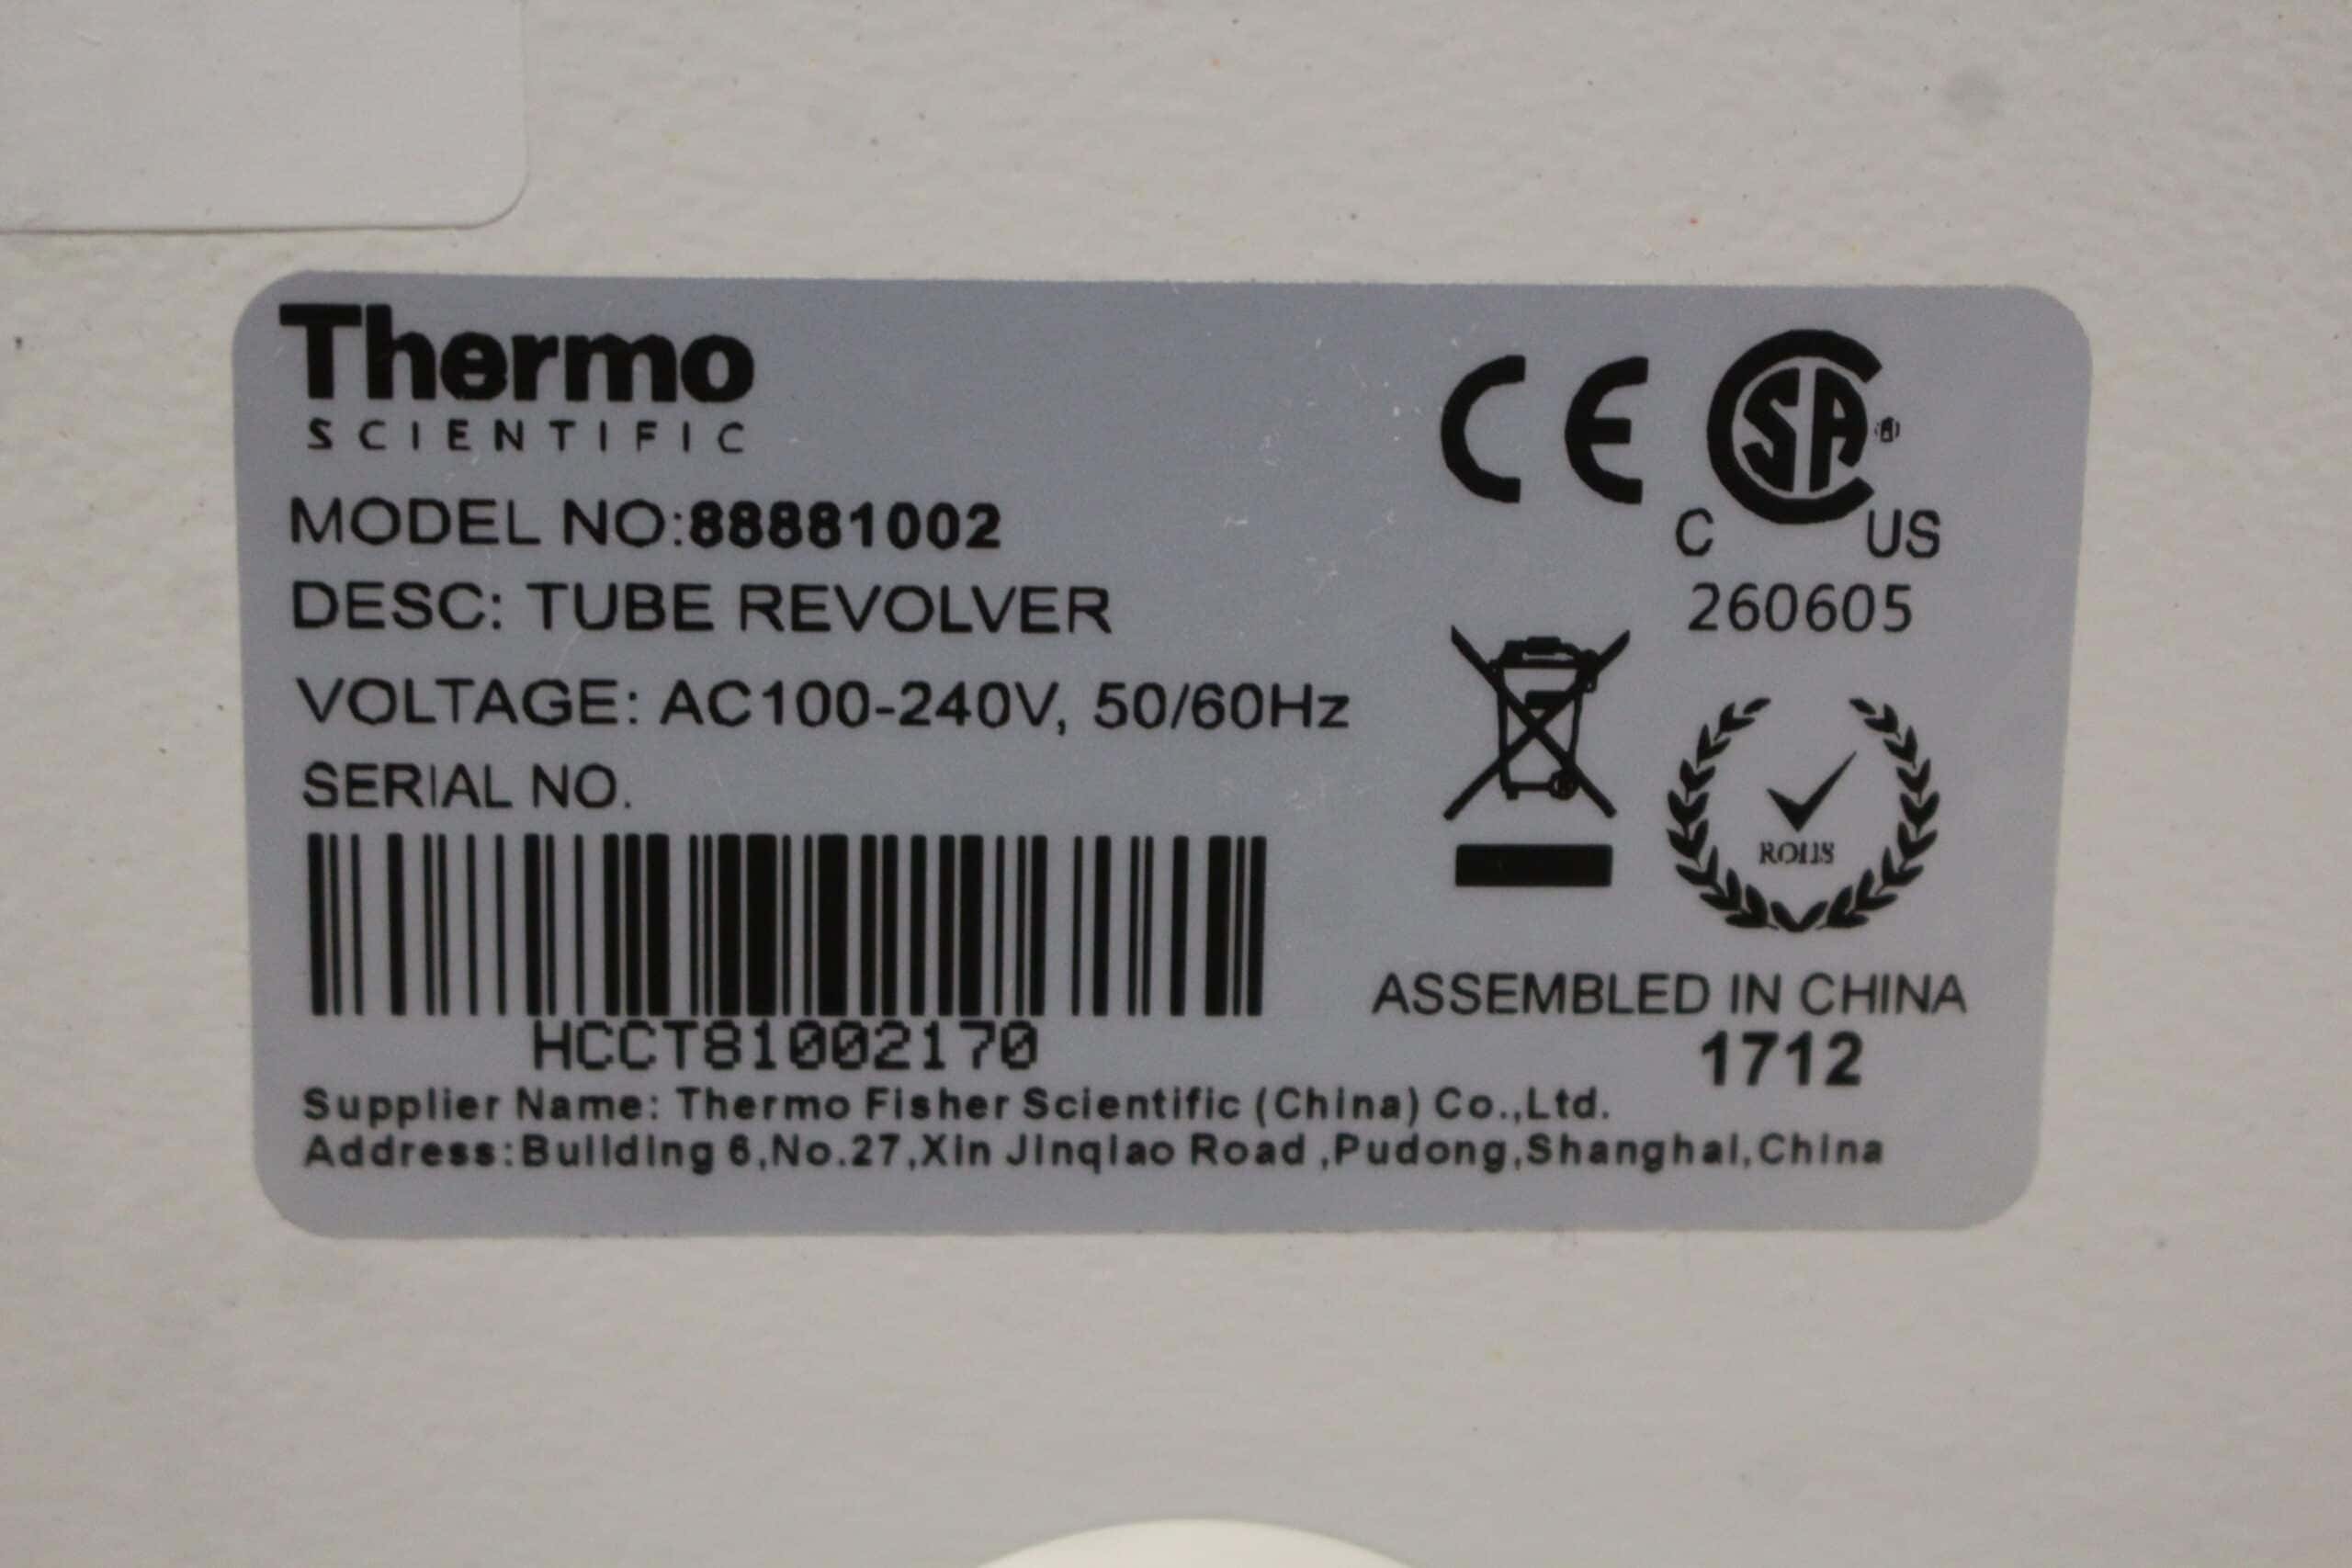 Thermo
SCIENTIFIC
MODEL NO:88881002
DESC: TUBE REVOLVER
VOLTAGE: AC100-240V, 50/60Hz
SERIAL NO.
HCCT81002170
Supplier Name: Thermo Fisher Scientific (China) Co.,Ltd.
Address:Building 6,No.27,Xin Jinqiao Road ,Pudong,Shanghai,China
CE
CSA
C US
260605
ROHS
ASSEMBLED IN CHINA
1712